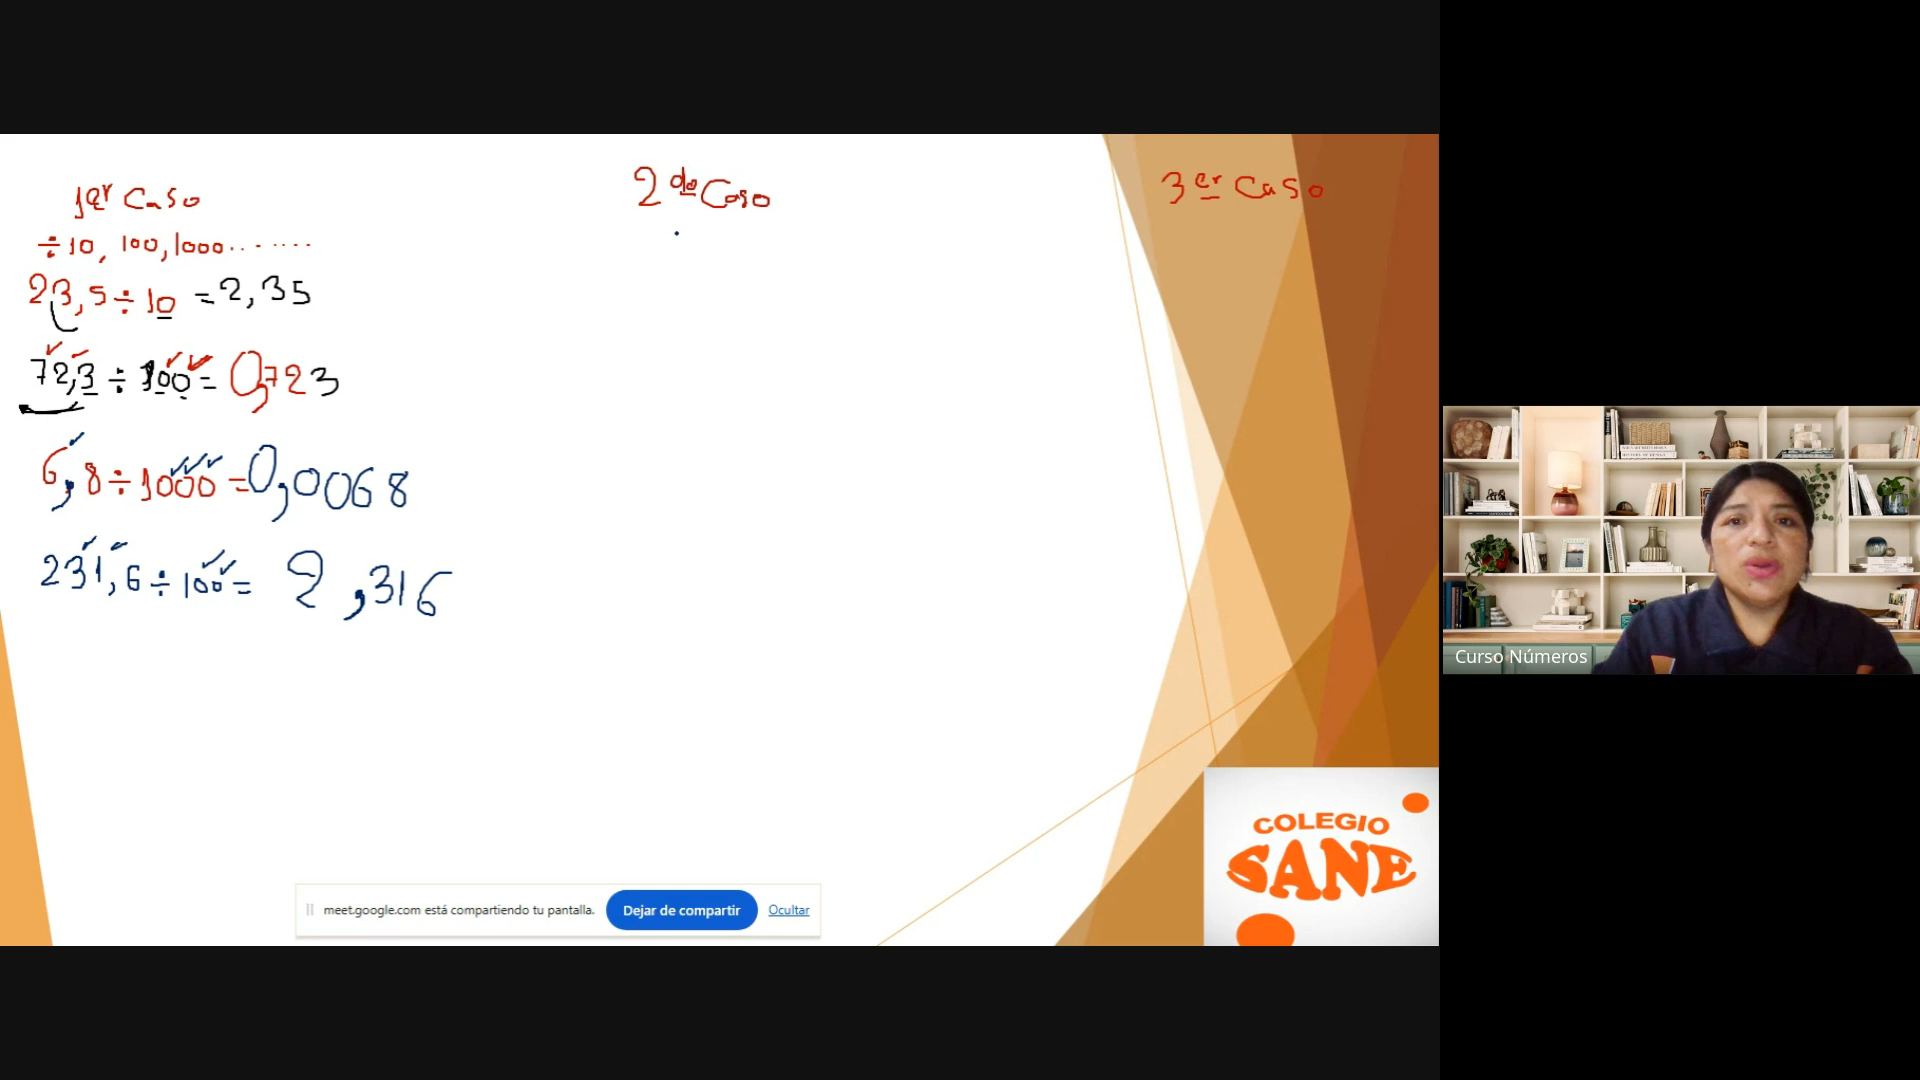 1er Caso
÷10, 100, 1000........
23,5 ÷ 10 = 2,35
72,3 ÷ 100 = 0,723
6,8 ÷ 1000 = 0,0068
231,6 ÷ 100 = 2,316
2do Caso
3er Caso
COLEGIO
SANE
meet.google.com está compartiendo tu pantalla.
Dejar de compartir
Ocultar
Curso Números